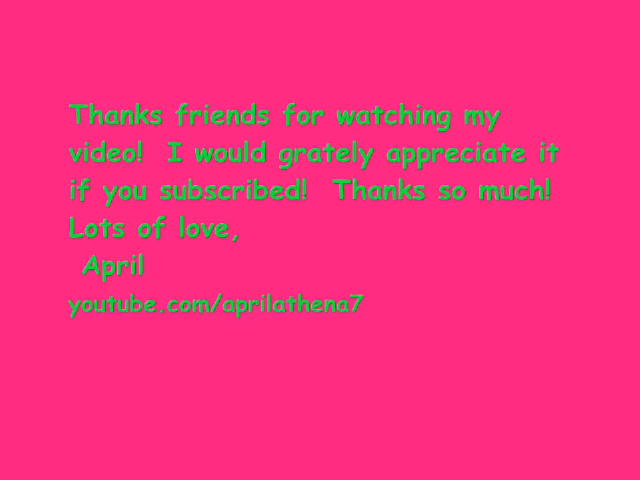 Thanks friends for watching my
video!  I would grately appreciate it
if you subscribed!  Thanks so much!
Lots of love,
April
youtube.com/aprilathena7